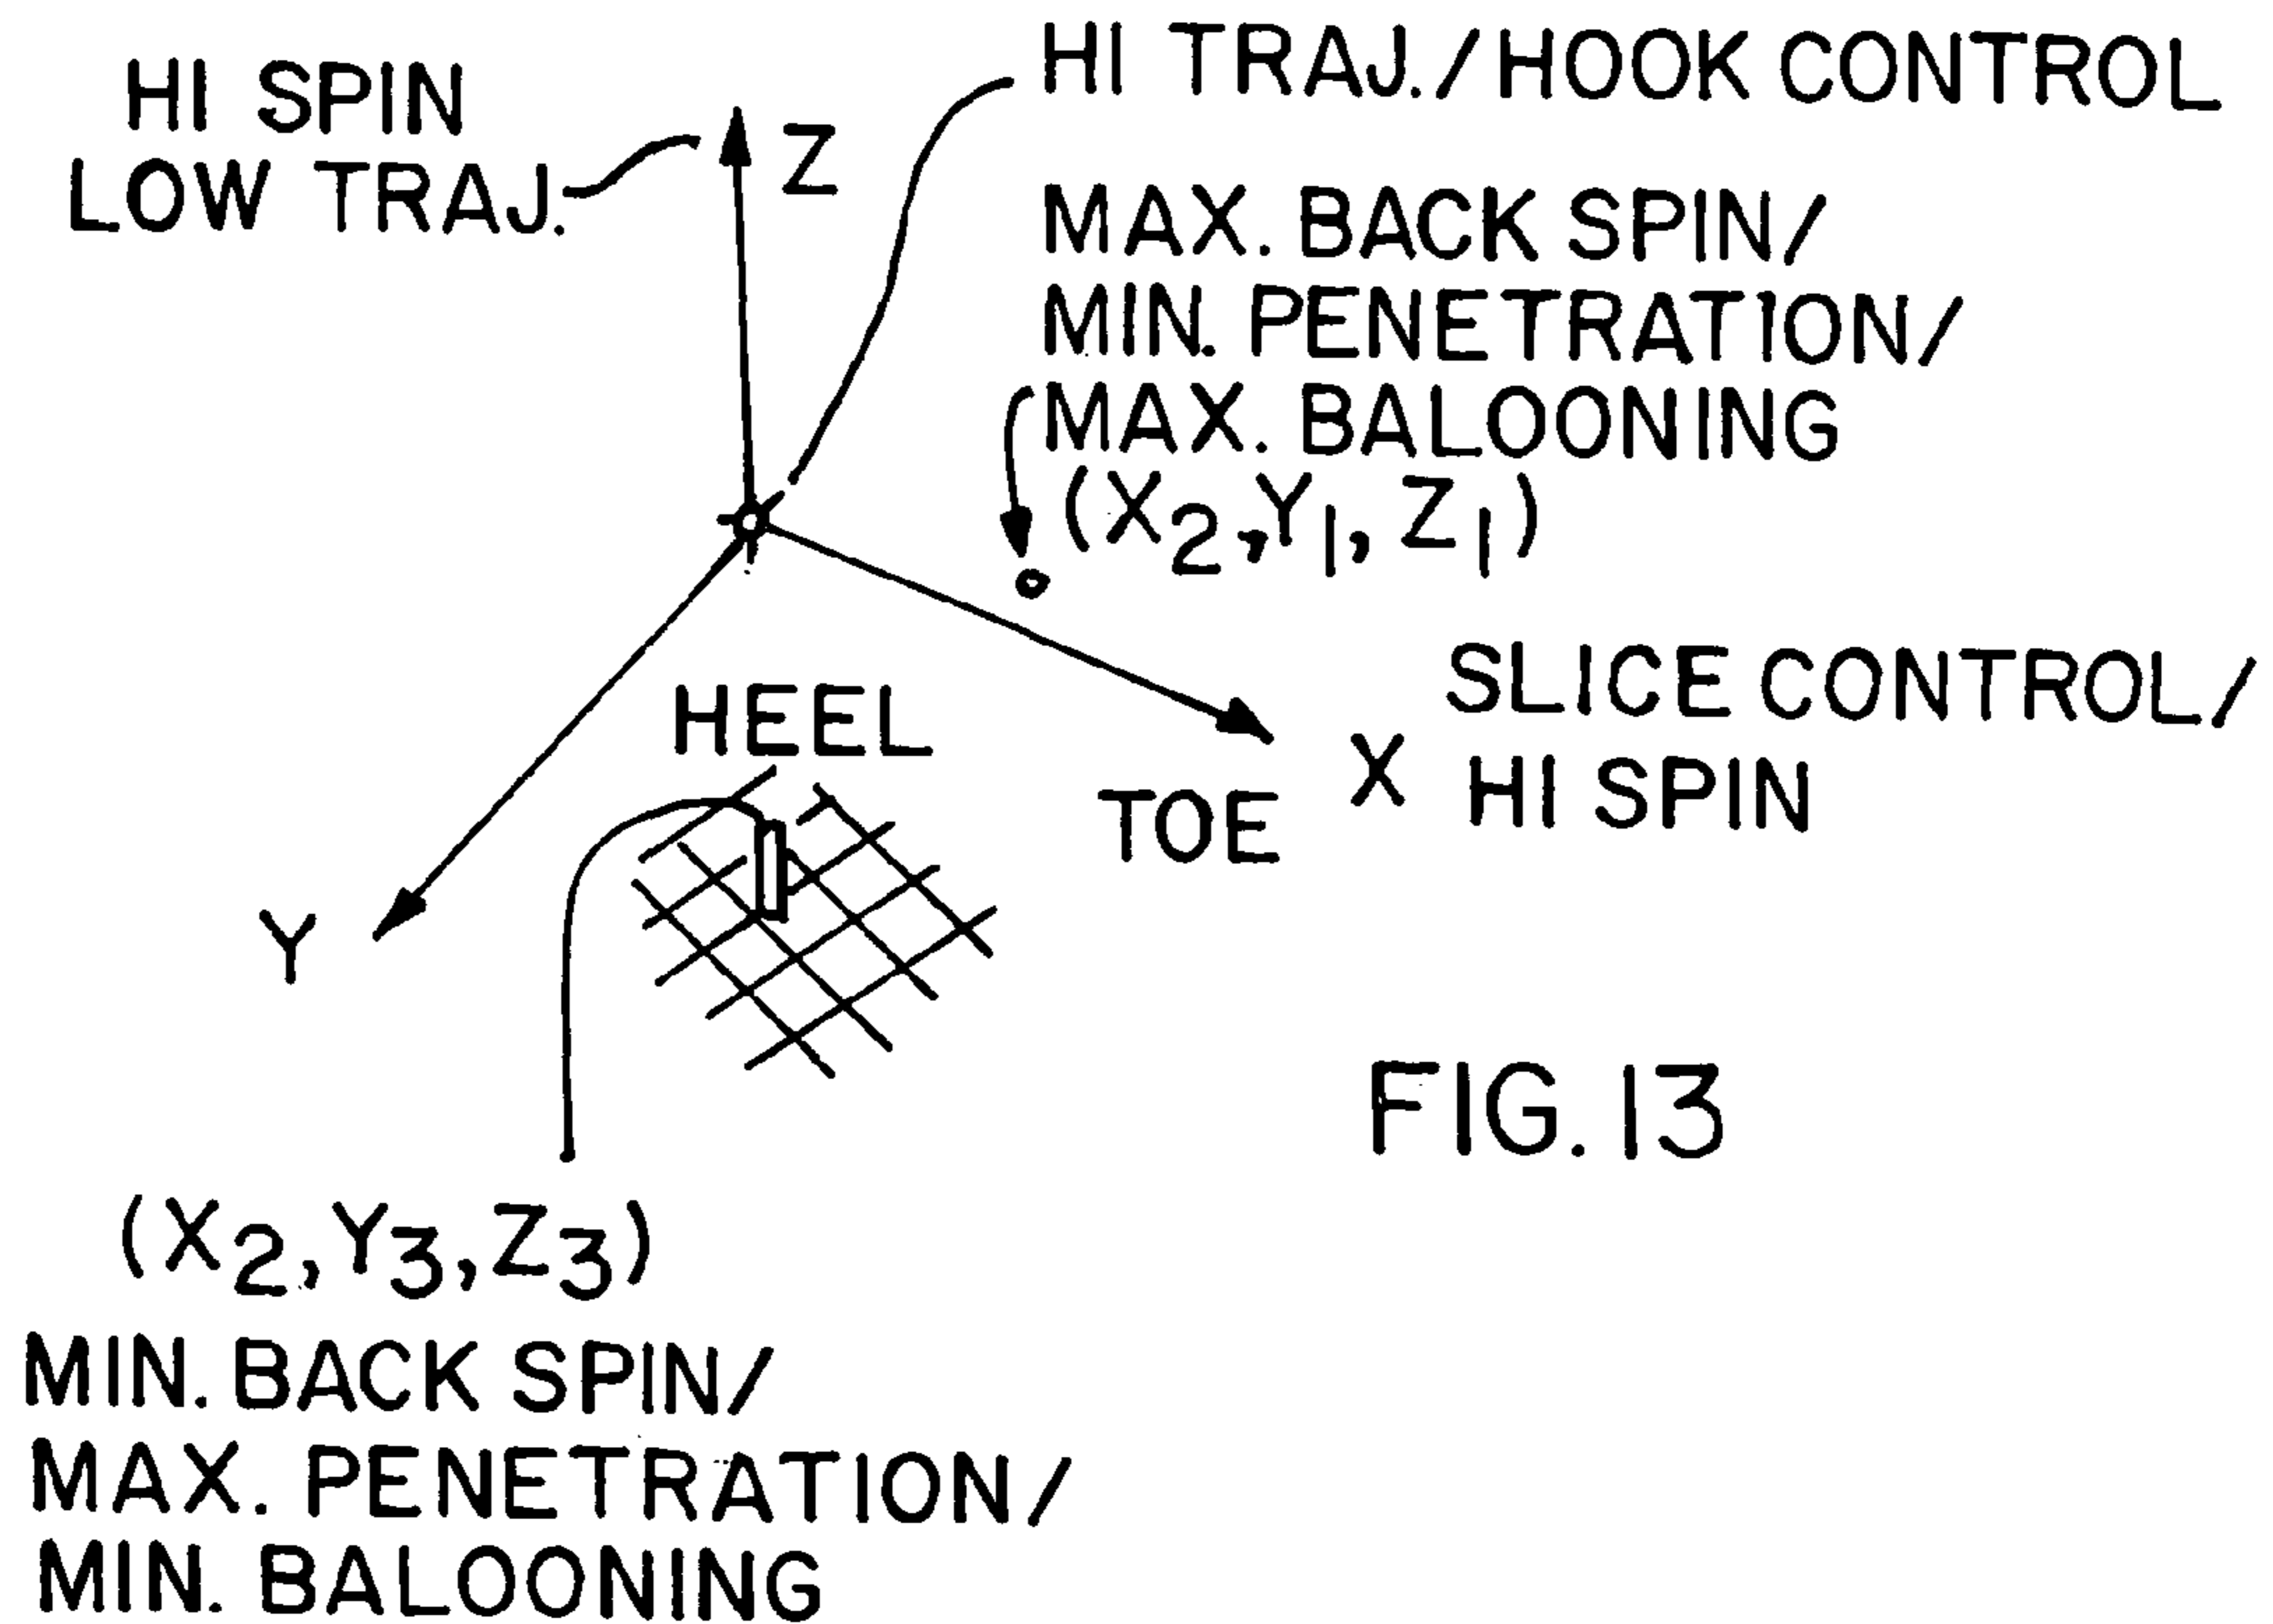 HI SPIN
LOW TRAJ.
Z
HI TRAJ./HOOK CONTROL
MAX. BACK SPIN/
MIN. PENETRATION/
MAX. BALOONING
(X2,Y1,Z1)
SLICE CONTROL/
X HI SPIN
HEEL
TOE
Y
FIG.13
(X2,Y3,Z3)
MIN. BACK SPIN/
MAX. PENETRATION/
MIN. BALOONING